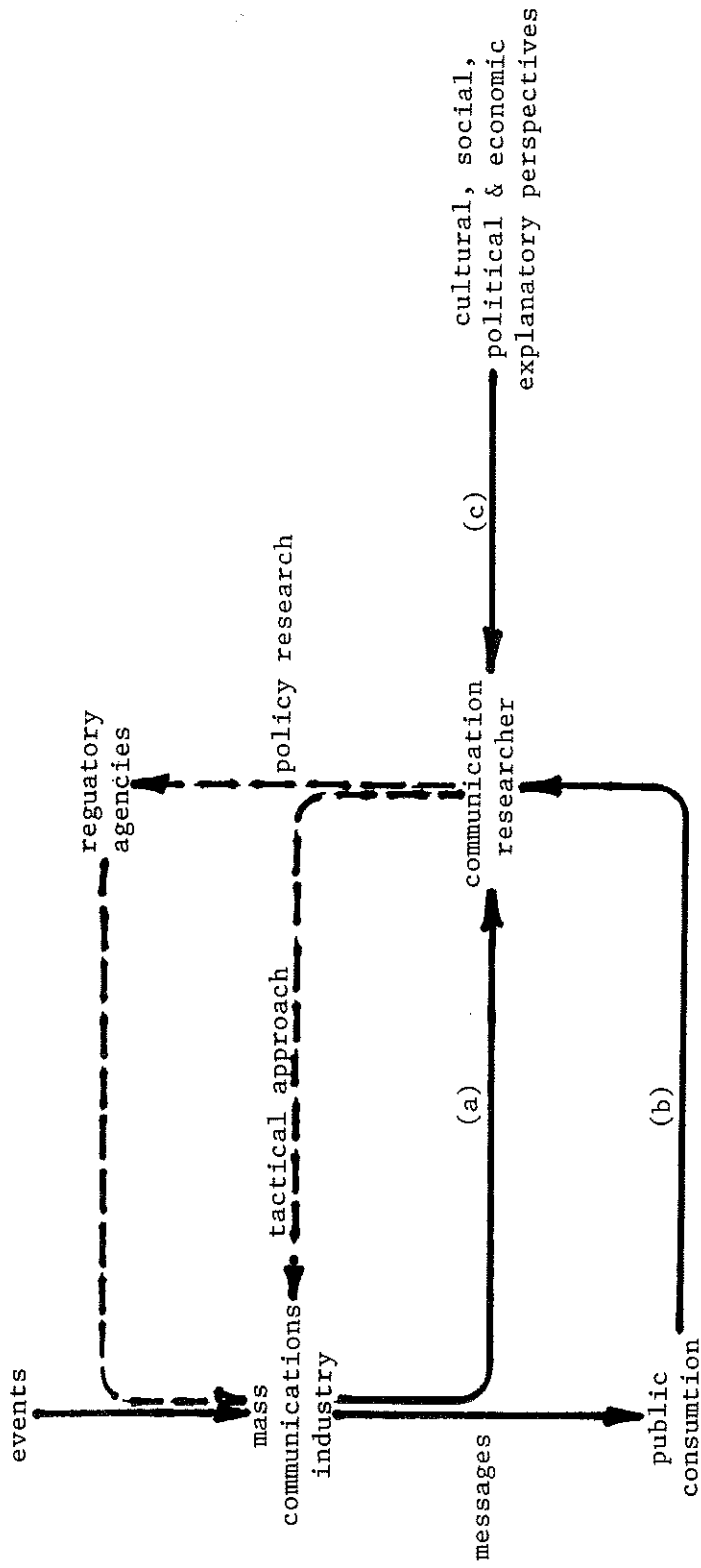 events
reguatory
agencies
policy research
mass
communications
industry
tactical approach
messages
(a)
communication
researcher
(c)
cultural, social,
political & economic
explanatory perspectives
public
consumtion
(b)